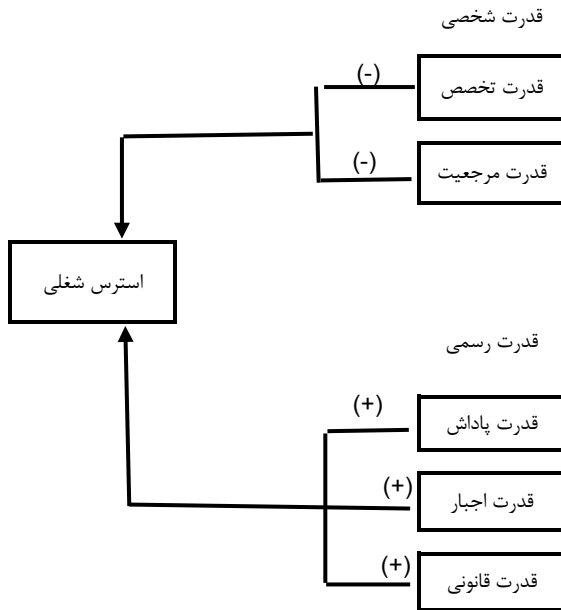 قدرت شخصی
(-)
قدرت تخصص
(-)
قدرت مرجعیت
استرس شغلی
قدرت رسمی
(+)
قدرت پاداش
(+)
قدرت اجبار
(+)
قدرت قانونی